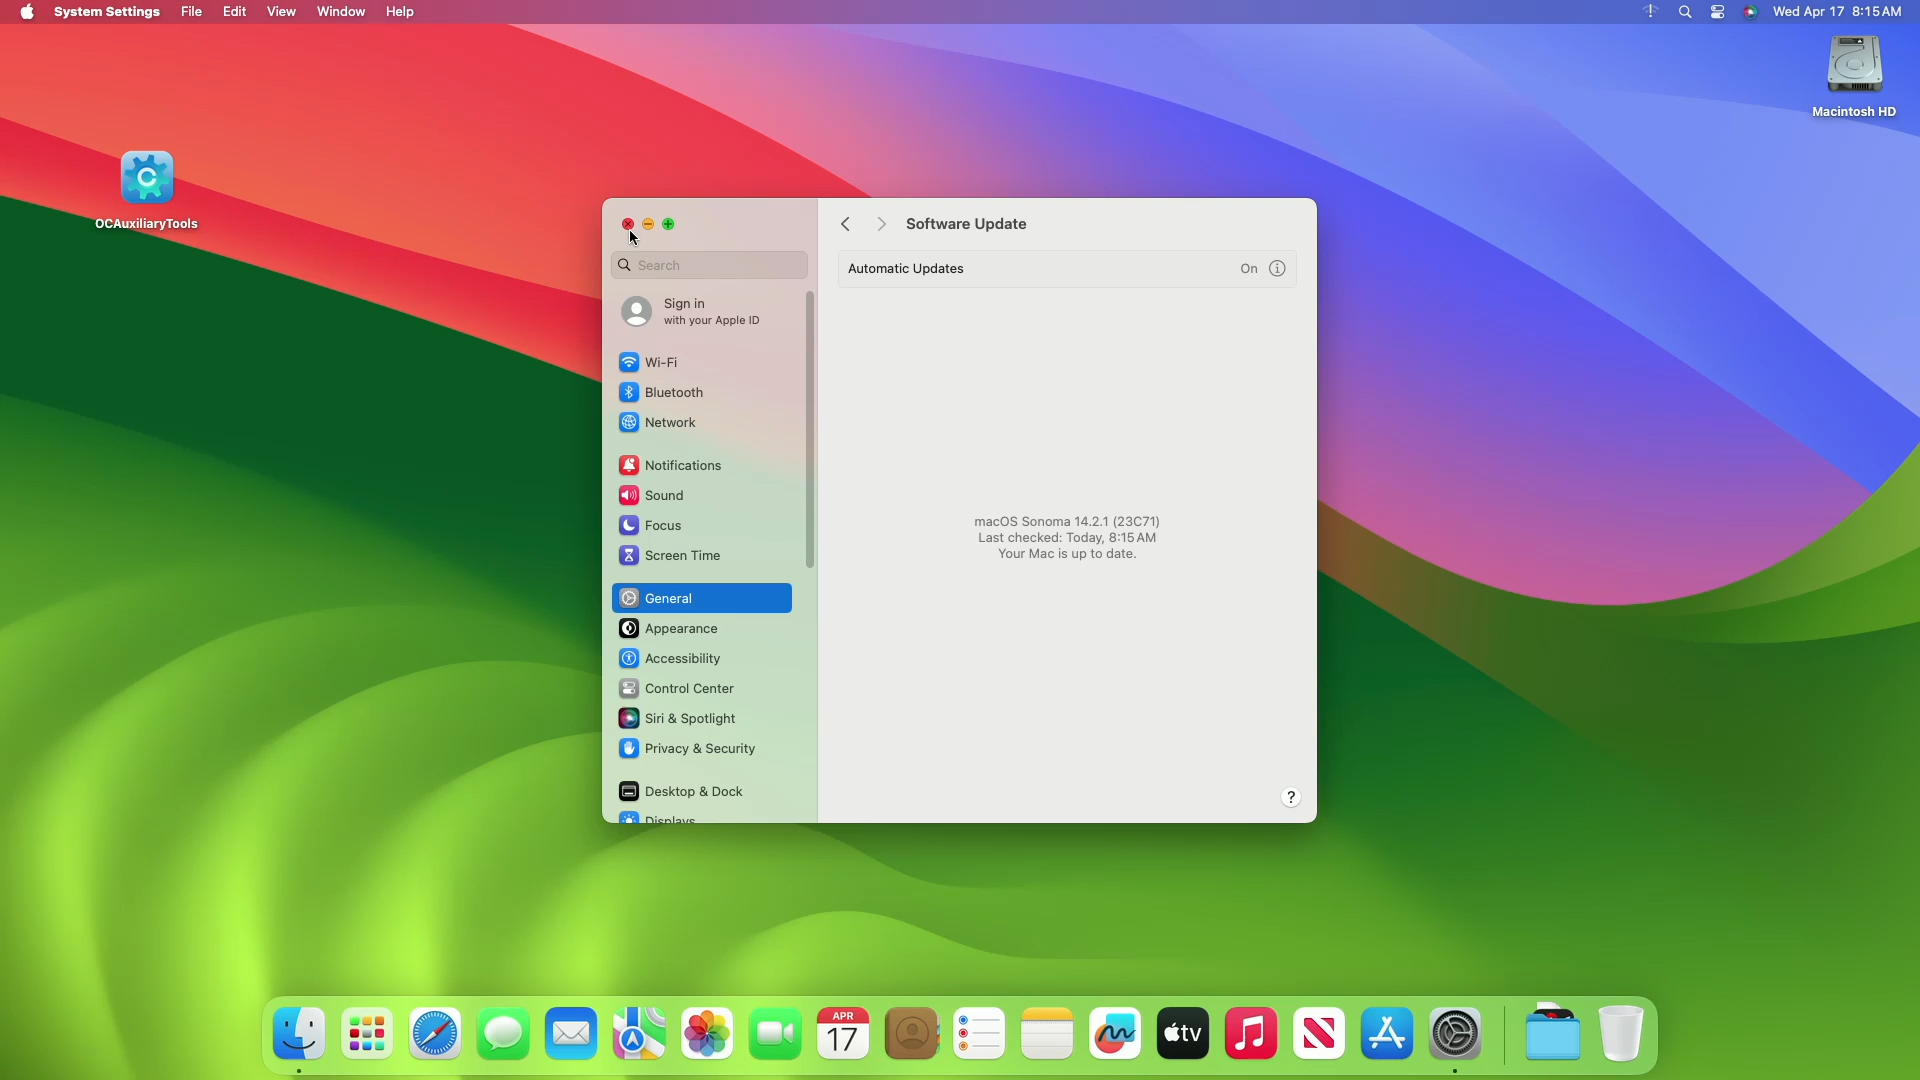 System Settings File Edit View Window Help
Wed Apr 17 8:15 AM
Macintosh HD
OCAuxiliaryTools
Search
Sign in
with your Apple ID
Wi-Fi
Bluetooth
Network
Notifications
Sound
Focus
Screen Time
General
Appearance
Accessibility
Control Center
Siri & Spotlight
Privacy & Security
Desktop & Dock
Displays
Software Update
Automatic Updates On
macOS Sonoma 14.2.1 (23C71)
Last checked: Today, 8:15 AM
Your Mac is up to date.
?
APR
17
tv